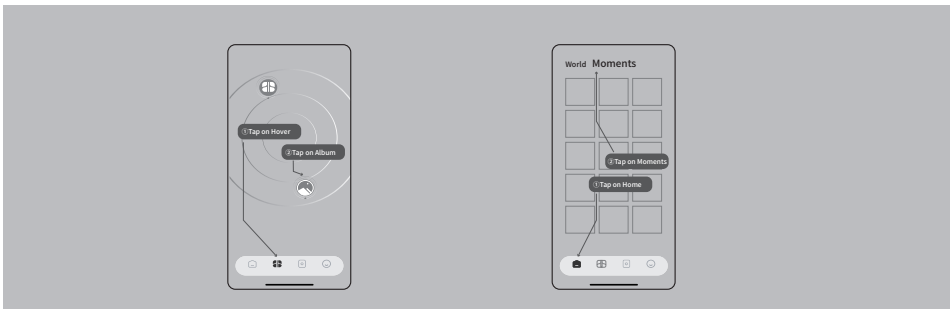 ①Tap on Hover
②Tap on Album
World Moments
②Tap on Moments
①Tap on Home